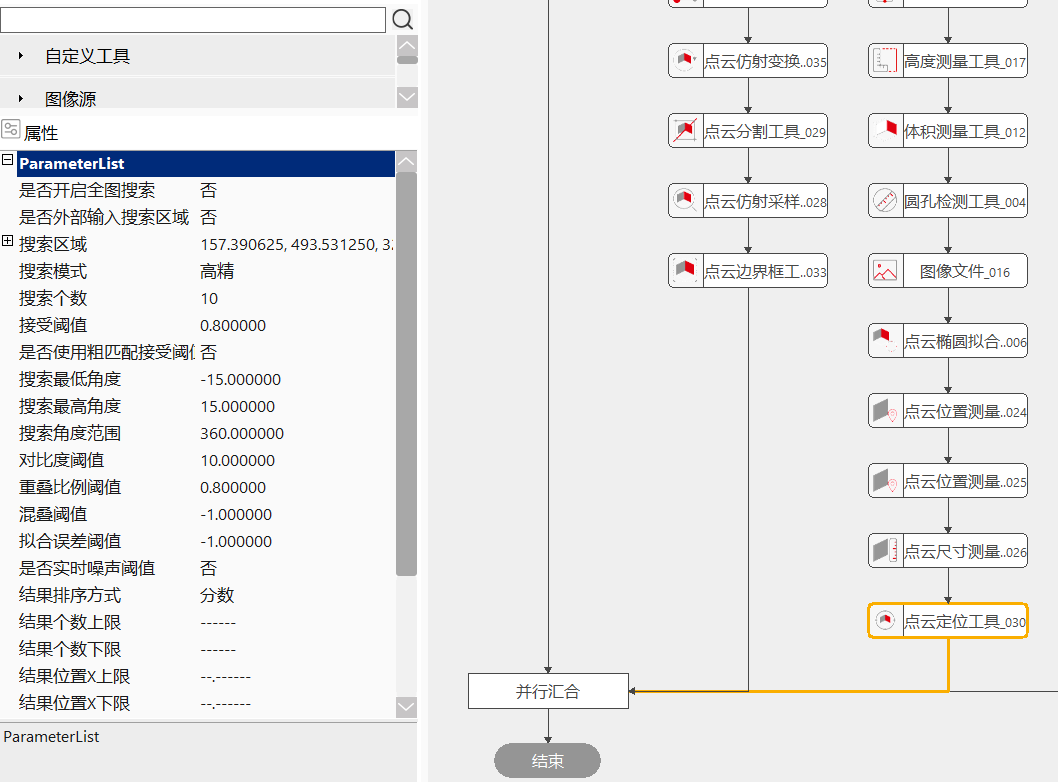 自定义工具
图像源
属性
ParameterList
是否开启全图搜索 否
是否外部输入搜索区域 否
搜索区域 157.390625, 493.531250, 3
搜索模式 高精
搜索个数 10
接受阈值 0.800000
是否使用粗匹配接受阈 否
搜索最低角度 -15.000000
搜索最高角度 15.000000
搜索角度范围 360.000000
对比度阈值 10.000000
重叠比例阈值 0.800000
混叠阈值 -1.000000
拟合误差阈值 -1.000000
是否实时噪声阈值 否
结果排序方式 分数
结果个数上限 ------
结果个数下限 ------
结果位置X上限 --.------
结果位置X下限 --.------
ParameterList
点云仿射变换..035
点云分割工具_029
点云仿射采样..028
点云边界框工..033
高度测量工具_017
体积测量工具_012
圆孔检测工具_004
图像文件_016
点云椭圆拟合..006
点云位置测量..024
点云位置测量..025
点云尺寸测量..026
点云定位工具_030
并行汇合
结束